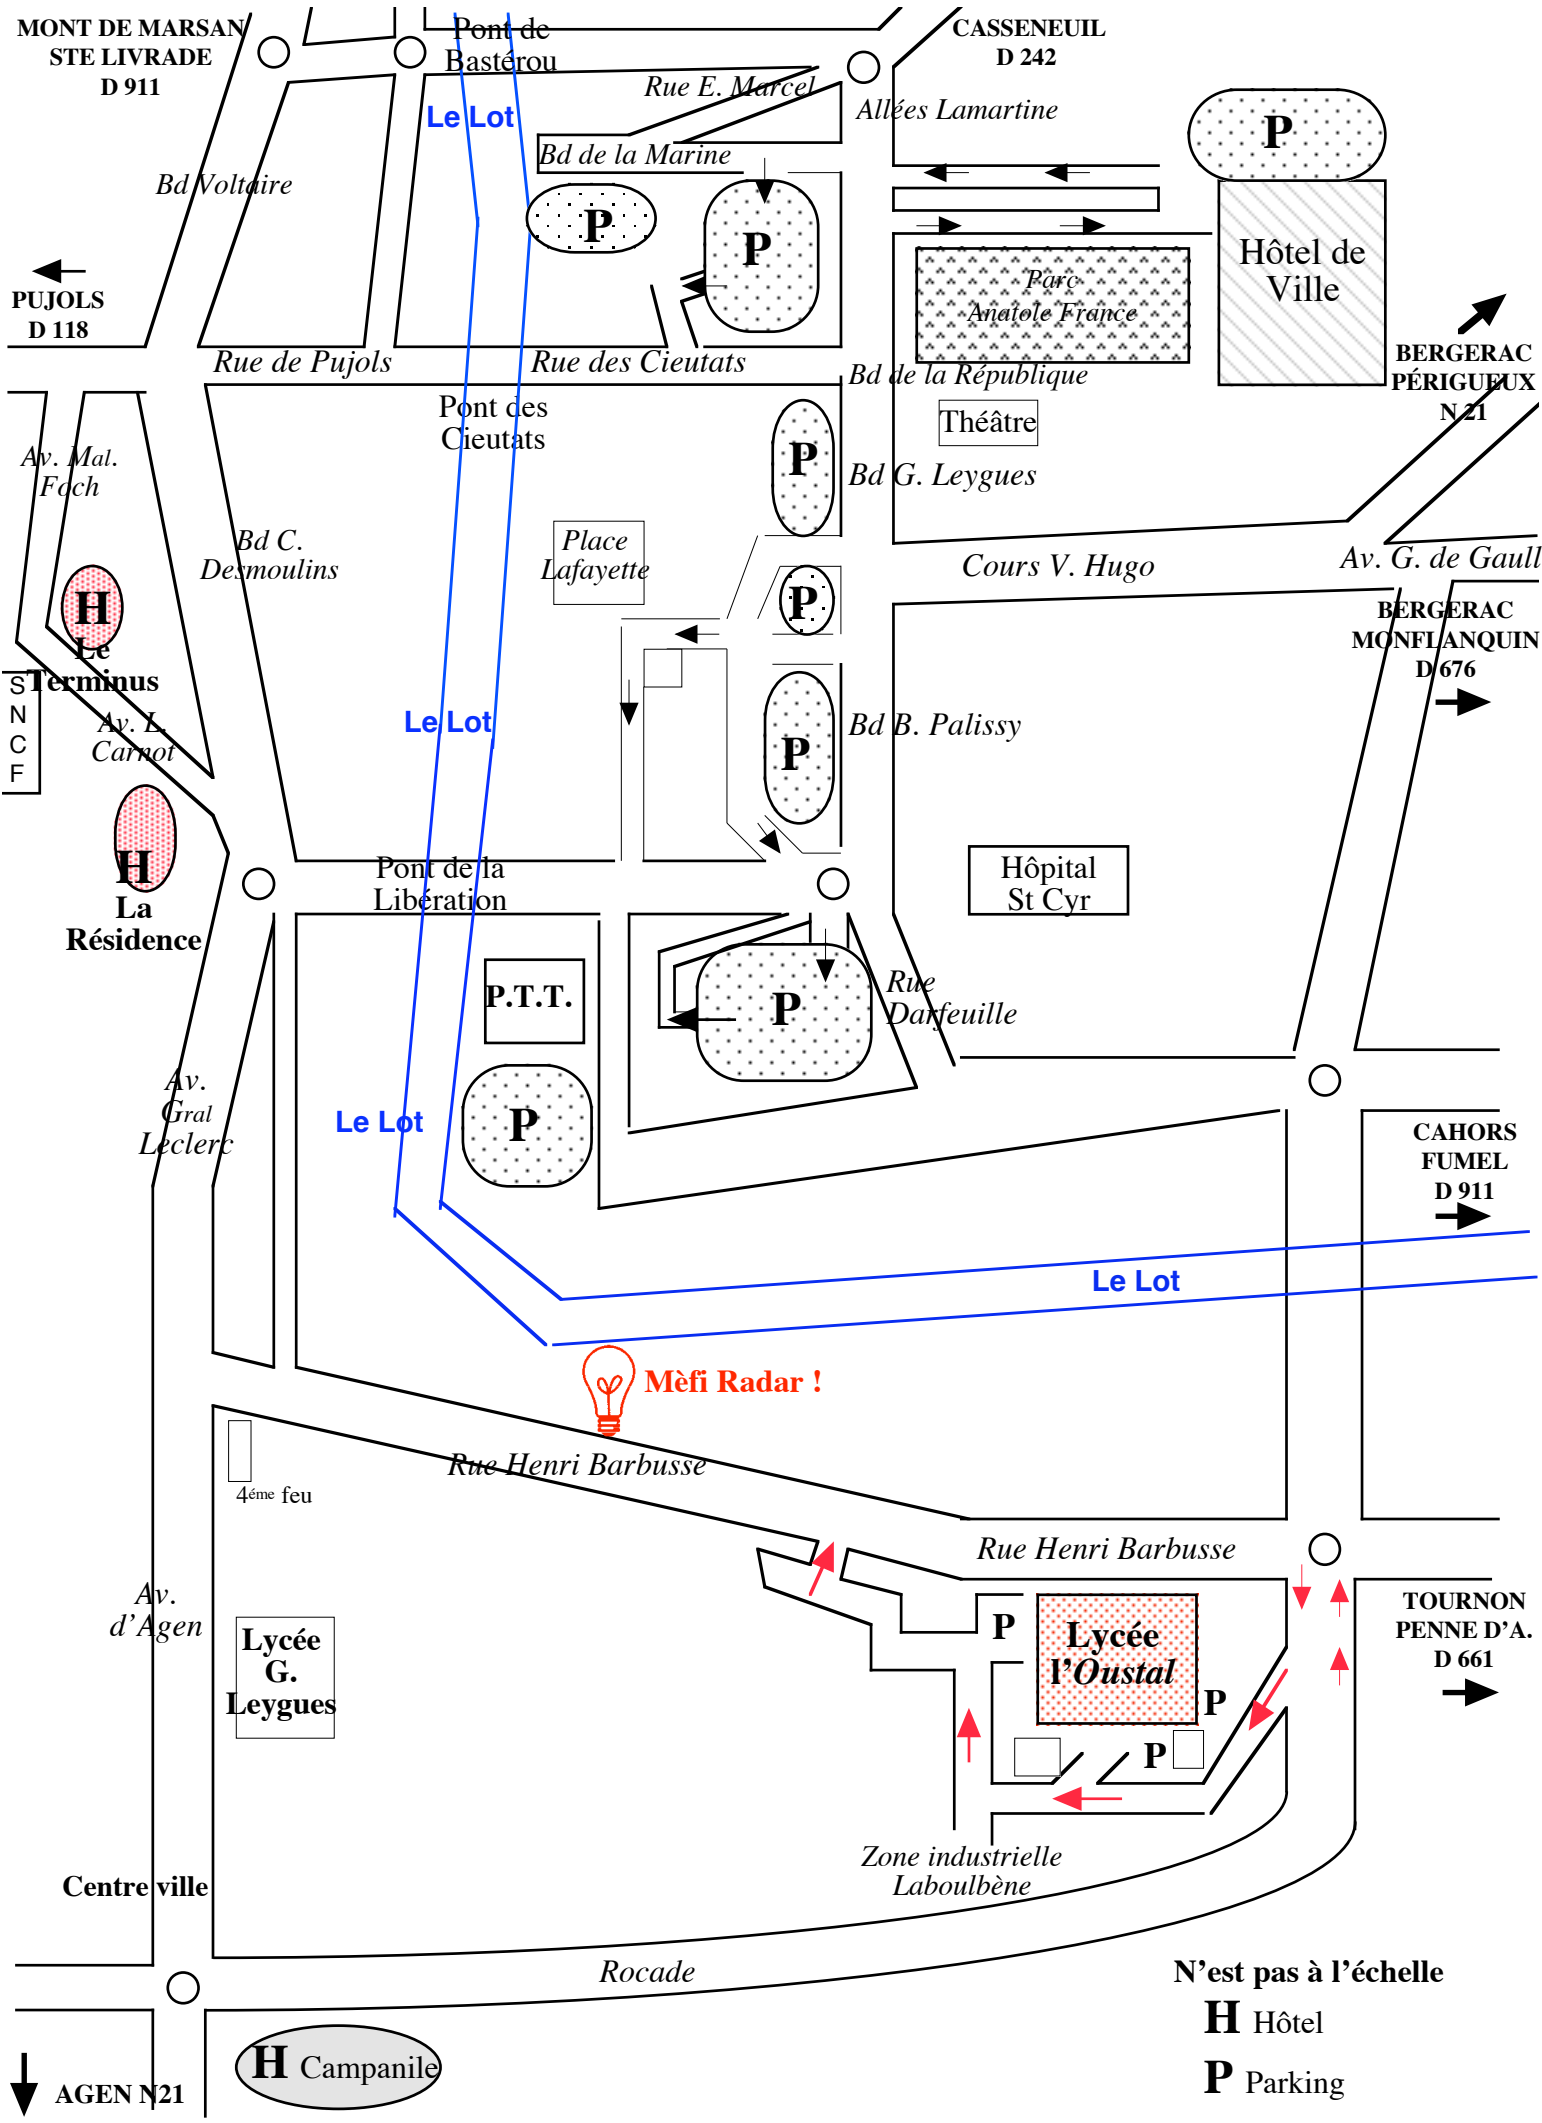 MONT DE MARSAN
STE LIVRADE
D 911
Pont de
Bastérou
CASSENEUIL
D 242
Rue E. Marcel
Allées Lamartine
Le Lot
P
Bd de la Marine
Bd Voltaire
P
P
Hôtel de
Ville
Parc
Anatole France
PUJOLS
D 118
BERGERAC
PÉRIGUEUX
N 21
Rue de Pujols
Rue des Cieutats
Bd de la République
Pont des
Cieutats
Théâtre
Av. Mal.
Foch
P
Bd G. Leygues
Bd C.
Desmoulins
Place
Lafayette
Cours V. Hugo
Av. G. de Gaull
H
Le
Terminus
P
BERGERAC
MONFLANQUIN
D 676
S
N
C
F
Av. L.
Carnot
Le Lot
Bd B. Palissy
P
H
La
Résidence
Pont de la
Libération
Hôpital
St Cyr
P.T.T.
P
Rue
Darfeuille
Av.
Gral
Leclerc
Le Lot
P
CAHORS
FUMEL
D 911
Le Lot
Mèfi Radar !
Rue Henri Barbusse
4éme feu
Rue Henri Barbusse
Av.
d'Agen
Lycée
G.
Leygues
P
Lycée
l'Oustal
P
P
TOURNON
PENNE D'A.
D 661
Zone industrielle
Laboulbène
Centre ville
Rocade
N'est pas à l'échelle
H Hôtel
P Parking
H Campanile
AGEN N21